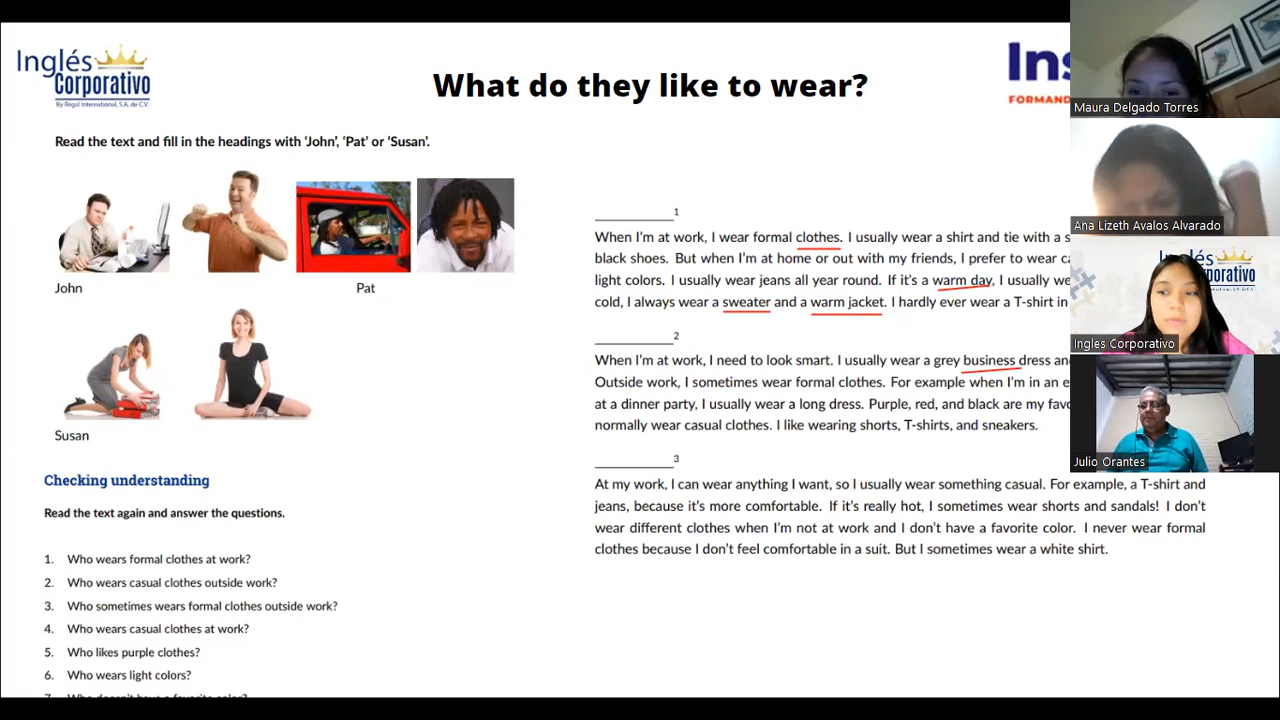 Inglés
Corporativo
By Regal International, S.A. de C.V.
What do they like to wear?
Ins
FORMAND
Read the text and fill in the headings with ‘John’, ‘Pat’ or ‘Susan’.
John
Pat
Susan
Checking understanding
Read the text again and answer the questions.
1. Who wears formal clothes at work?
2. Who wears casual clothes outside work?
3. Who sometimes wears formal clothes outside work?
4. Who wears casual clothes at work?
5. Who likes purple clothes?
6. Who wears light colors?
7. Who doesn't have a favorite color?
____________1
When I’m at work, I wear formal clothes. I usually wear a shirt and tie with a s
black shoes. But when I’m at home or out with my friends, I prefer to wear ca
light colors. I usually wear jeans all year round. If it’s a warm day, I usually we
cold, I always wear a sweater and a warm jacket. I hardly ever wear a T-shirt in
____________2
When I’m at work, I need to look smart. I usually wear a grey business dress an
Outside work, I sometimes wear formal clothes. For example when I’m in an e
at a dinner party, I usually wear a long dress. Purple, red, and black are my favo
normally wear casual clothes. I like wearing shorts, T-shirts, and sneakers.
____________3
At my work, I can wear anything I want, so I usually wear something casual. For example, a T-shirt and
jeans, because it’s more comfortable. If it’s really hot, I sometimes wear shorts and sandals! I don’t
wear different clothes when I’m not at work and I don’t have a favorite color. I never wear formal
clothes because I don’t feel comfortable in a suit. But I sometimes wear a white shirt.
Maura Delgado Torres
Ana Lizeth Avalos Alvarado
Inglés
Corporativo
Ingles Corporativo
Julio Orantes